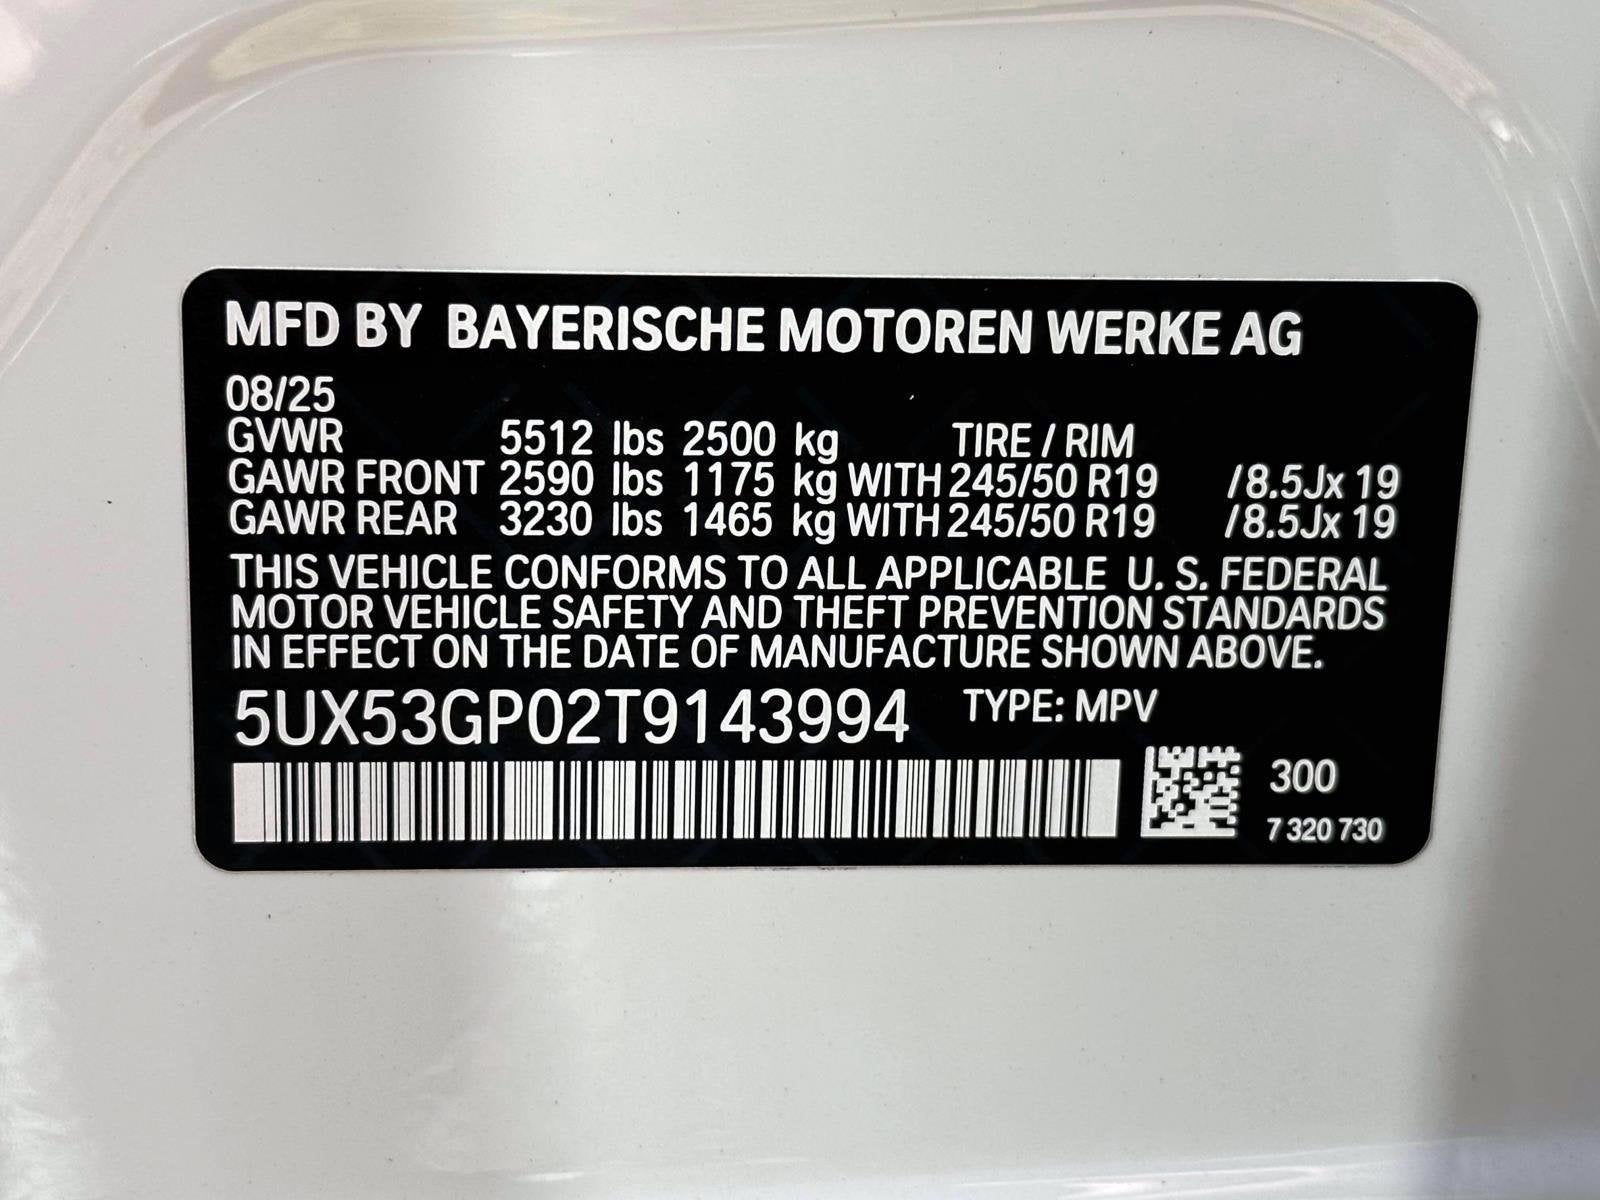 MFD BY BAYERISCHE MOTOREN WERKE AG
08/25
GVWR 5512 lbs 2500 kg TIRE / RIM
GAWR FRONT 2590 lbs 1175 kg WITH 245/50 R19 /8.5Jx 19
GAWR REAR 3230 lbs 1465 kg WITH 245/50 R19 /8.5Jx 19
THIS VEHICLE CONFORMS TO ALL APPLICABLE U. S. FEDERAL
MOTOR VEHICLE SAFETY AND THEFT PREVENTION STANDARDS
IN EFFECT ON THE DATE OF MANUFACTURE SHOWN ABOVE.
5UX53GP02T9143994 TYPE: MPV
300
7 320 730